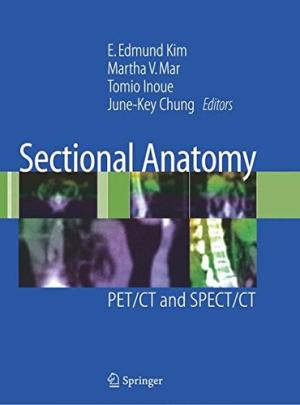 E. Edmund Kim
Martha V. Mar
Tomio Inoue
June-Key Chung Editors
Sectional Anatomy
PET/CT and SPECT/CT
Springer